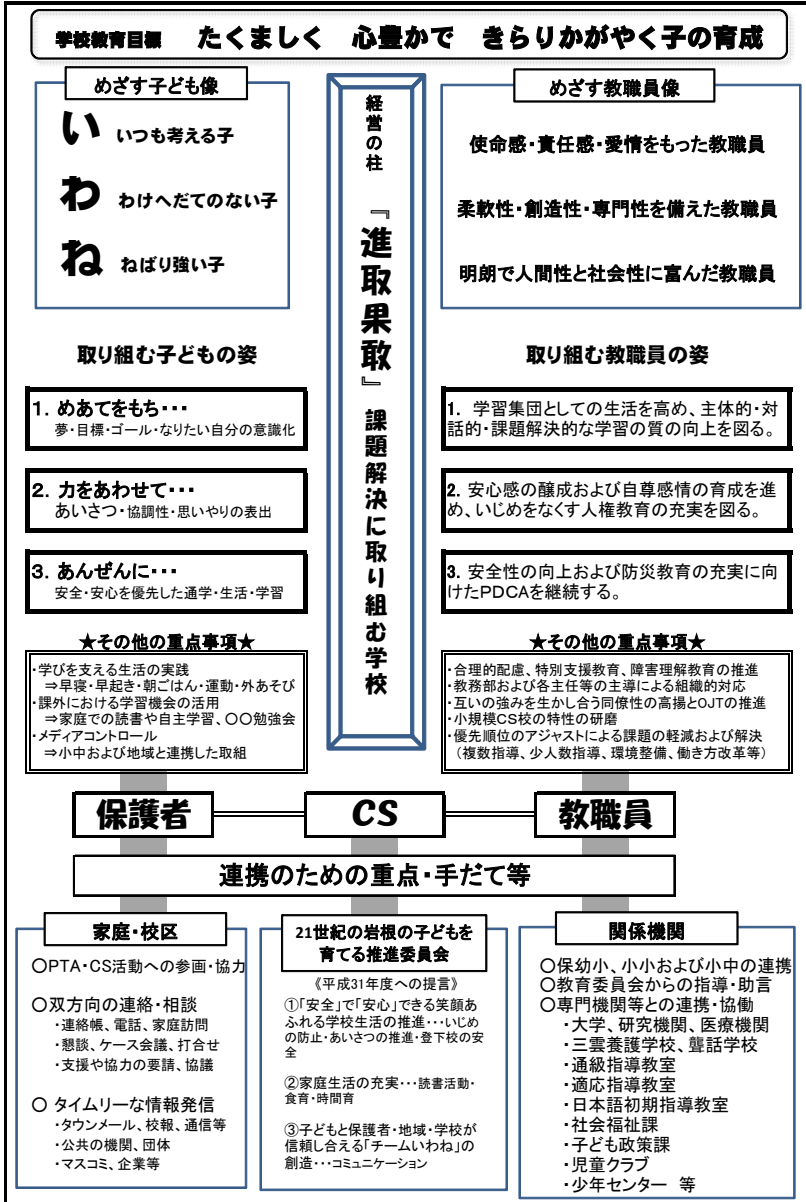 学校教育目標 たくましく 心豊かで きらりかがやく子の育成
めざす子ども像
い いつも考える子
わ わけへだてのない子
ね ねばり強い子
経営の柱 『進取果敢』 課題解決に取り組む学校
めざす教職員像
使命感・責任感・愛情をもった教職員
柔軟性・創造性・専門性を備えた教職員
明朗で人間性と社会性に富んだ教職員
取り組む子どもの姿
1. めあてをもち・・・
夢・目標・ゴール・なりたい自分の意識化
2. 力をあわせて・・・
あいさつ・協調性・思いやりの表出
3. あんぜんに・・・
安全・安心を優先した通学・生活・学習
★その他の重点事項★
・学びを支える生活の実践
⇒早寝・早起き・朝ごはん・運動・外あそび
・課外における学習機会の活用
⇒家庭での読書や自主学習、〇〇勉強会
・メディアコントロール
⇒小中および地域と連携した取組
取り組む教職員の姿
1. 学習集団としての生活を高め、主体的・対
話的・課題解決的な学習の質の向上を図る。
2. 安心感の醸成および自尊感情の育成を進
め、いじめをなくす人権教育の充実を図る。
3. 安全性の向上および防災教育の充実に向
けたPDCAを継続する。
★その他の重点事項★
・合理的配慮、特別支援教育、障害理解教育の推進
・教務部および各主任等の主導による組織的対応
・互いの強みを生かし合う同僚性の高揚とOJTの推進
・小規模CS校の特性の研磨
・優先順位のアジャストによる課題の軽減および解決
(複数指導、少人数指導、環境整備、働き方改革等)
保護者 CS 教職員
連携のための重点・手だて等
家庭・校区
〇PTA・CS活動への参画・協力
〇双方向の連絡・相談
・連絡帳、電話、家庭訪問
・懇談、ケース会議、打合せ
・支援や協力の要請、協議
〇 タイムリーな情報発信
・タウンメール、校報、通信等
・公共の機関、団体
・マスコミ、企業等
21世紀の岩根の子どもを
育てる推進委員会
《平成31年度への提言》
①「安全」で「安心」できる笑顔
あふれる学校生活の推進・・・いじめ
の防止・あいさつの推進・登下校の安
全
②家庭生活の充実・・・読書活動・
食育・時間育
③子どもと保護者・地域・学校が
信頼し合える「チームいわね」の
創造・・・コミュニケーション
関係機関
〇保幼小、小小および小中の連携
〇教育委員会からの指導・助言
〇専門機関等との連携・協働
・大学、研究機関、医療機関
・三雲養護学校、聾話学校
・通級指導教室
・適応指導教室
・日本語初期指導教室
・社会福祉課
・子ども政策課
・児童クラブ
・少年センター 等